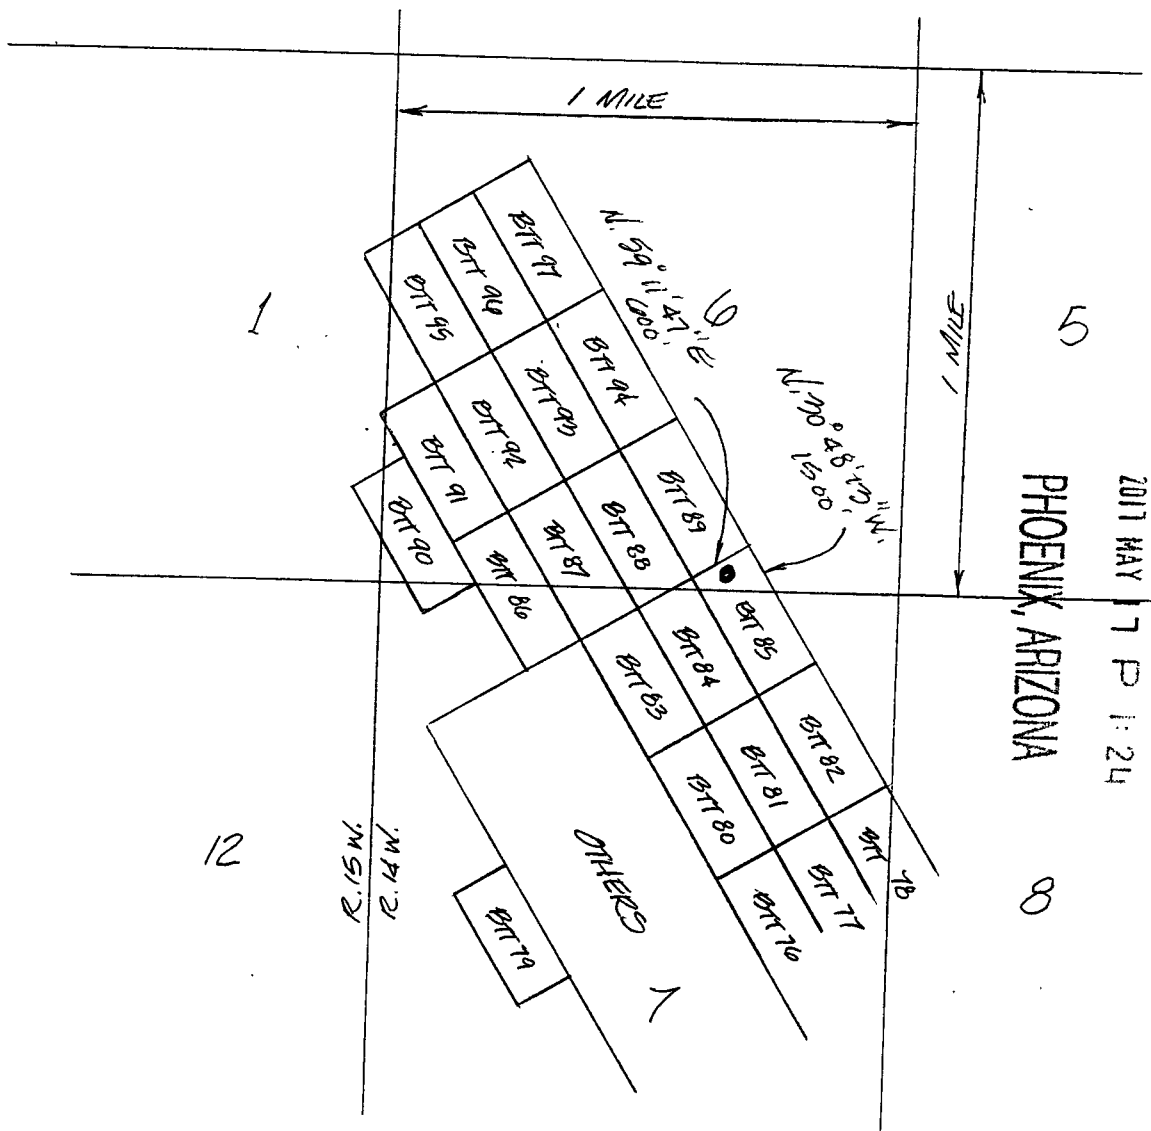 1 MILE
1 MILE
N. 59° 11' 47" E
600'
N. 30° 48' 13" W.
1500'
1
6
5
12
7
8
R. 15 W.
R. 14 W.
BTT 97
BTT 96
BTT 95
BTT 94
BTT 93
BTT 92
BTT 91
BTT 90
BTT 89
BTT 88
BTT 87
BTT 86
BTT 85
BTT 84
BTT 83
BTT 82
BTT 81
BTT 80
BTT 78
BTT 77
BTT 76
OTHERS
BTT 79
2017 MAY 17 P 1:24
PHOENIX, ARIZONA